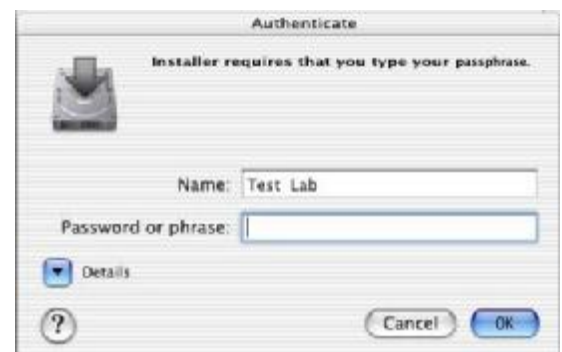 Authenticate
Installer requires that you type your passphrase.
Name: Test Lab
Password or phrase:
Details
?
Cancel OK